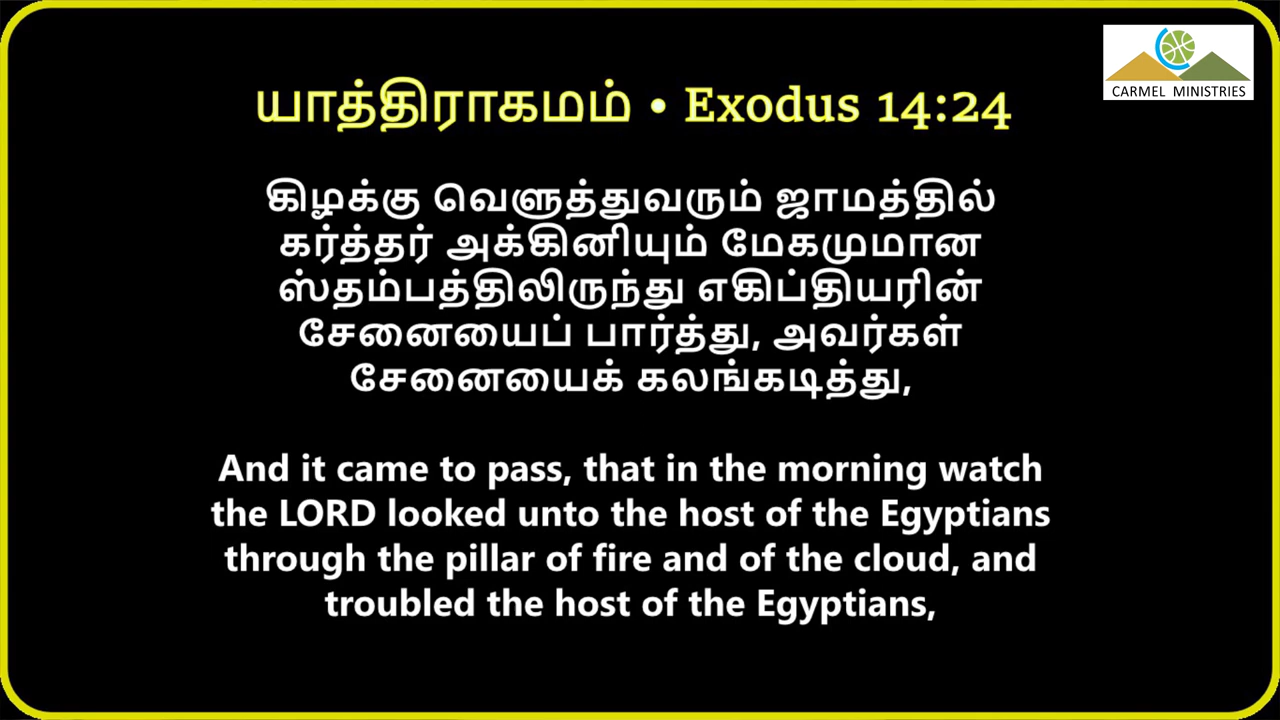 CARMEL MINISTRIES
யாத்திராகமம் • Exodus 14:24
கிழக்கு வெளுத்துவரும் ஜாமத்தில்
கர்த்தர் அக்கினியும் மேகமுமான
ஸ்தம்பத்திலிருந்து எகிப்தியரின்
சேனையைப் பார்த்து, அவர்கள்
சேனையைக் கலங்கடித்து,
And it came to pass, that in the morning watch
the LORD looked unto the host of the Egyptians
through the pillar of fire and of the cloud, and
troubled the host of the Egyptians,